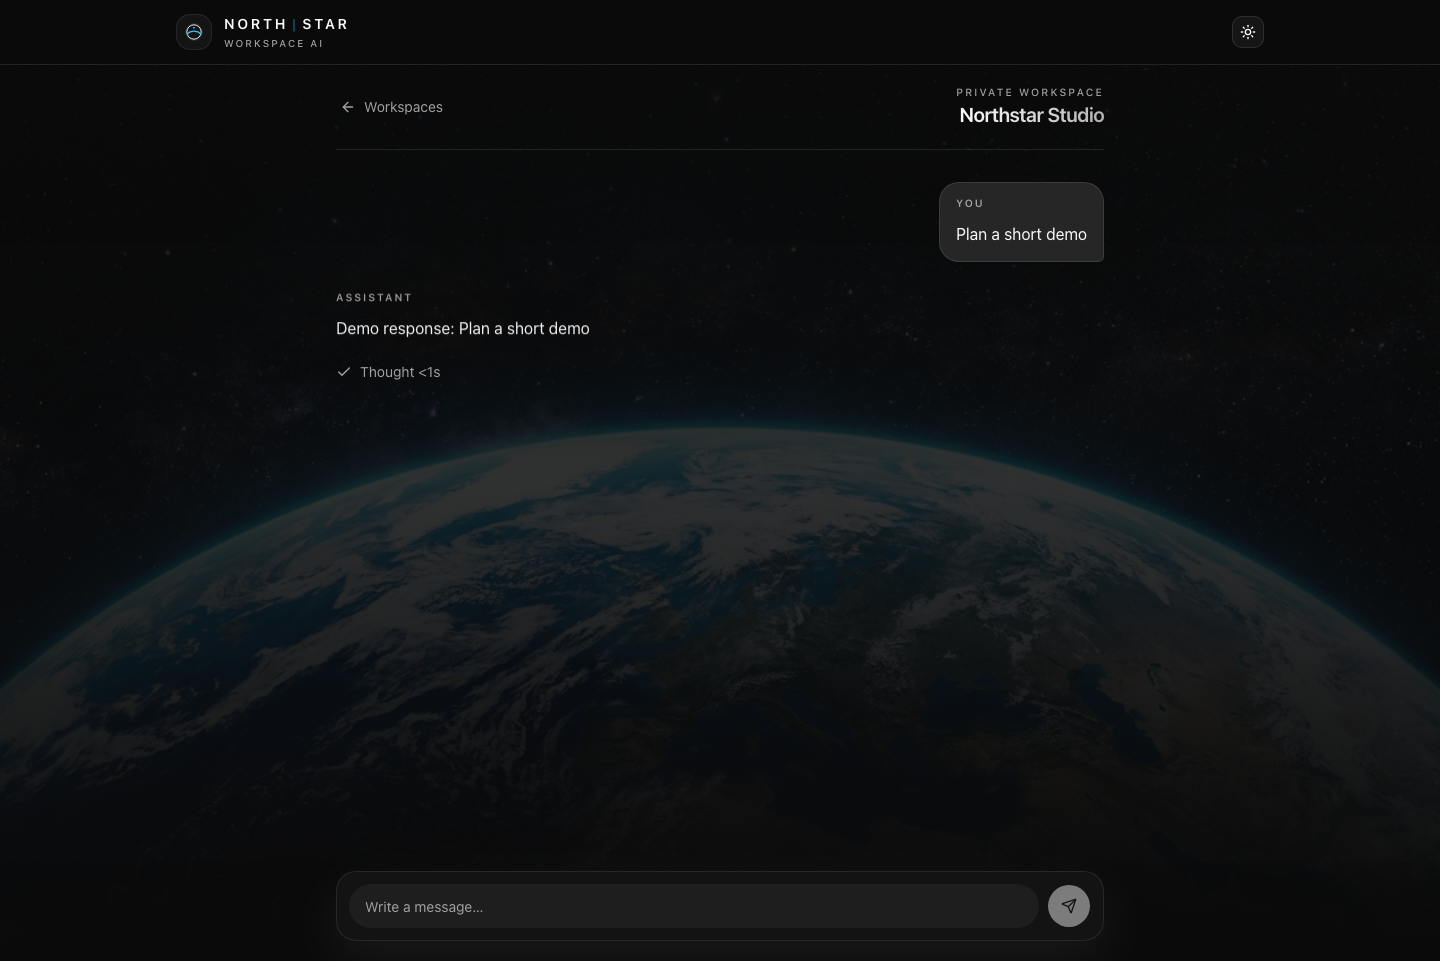 NORTH | STAR
WORKSPACE AI
Workspaces
PRIVATE WORKSPACE
Northstar Studio
YOU
Plan a short demo
ASSISTANT
Demo response: Plan a short demo
Thought <1s
Write a message...